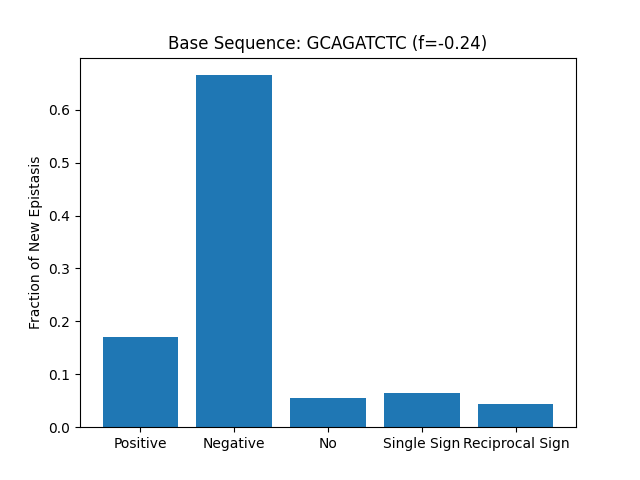 Base Sequence: GCAGATCTC (f=-0.24)
Fraction of New Epistasis
0.6
0.5
0.4
0.3
0.2
0.1
0.0
Positive Negative No Single Sign Reciprocal Sign